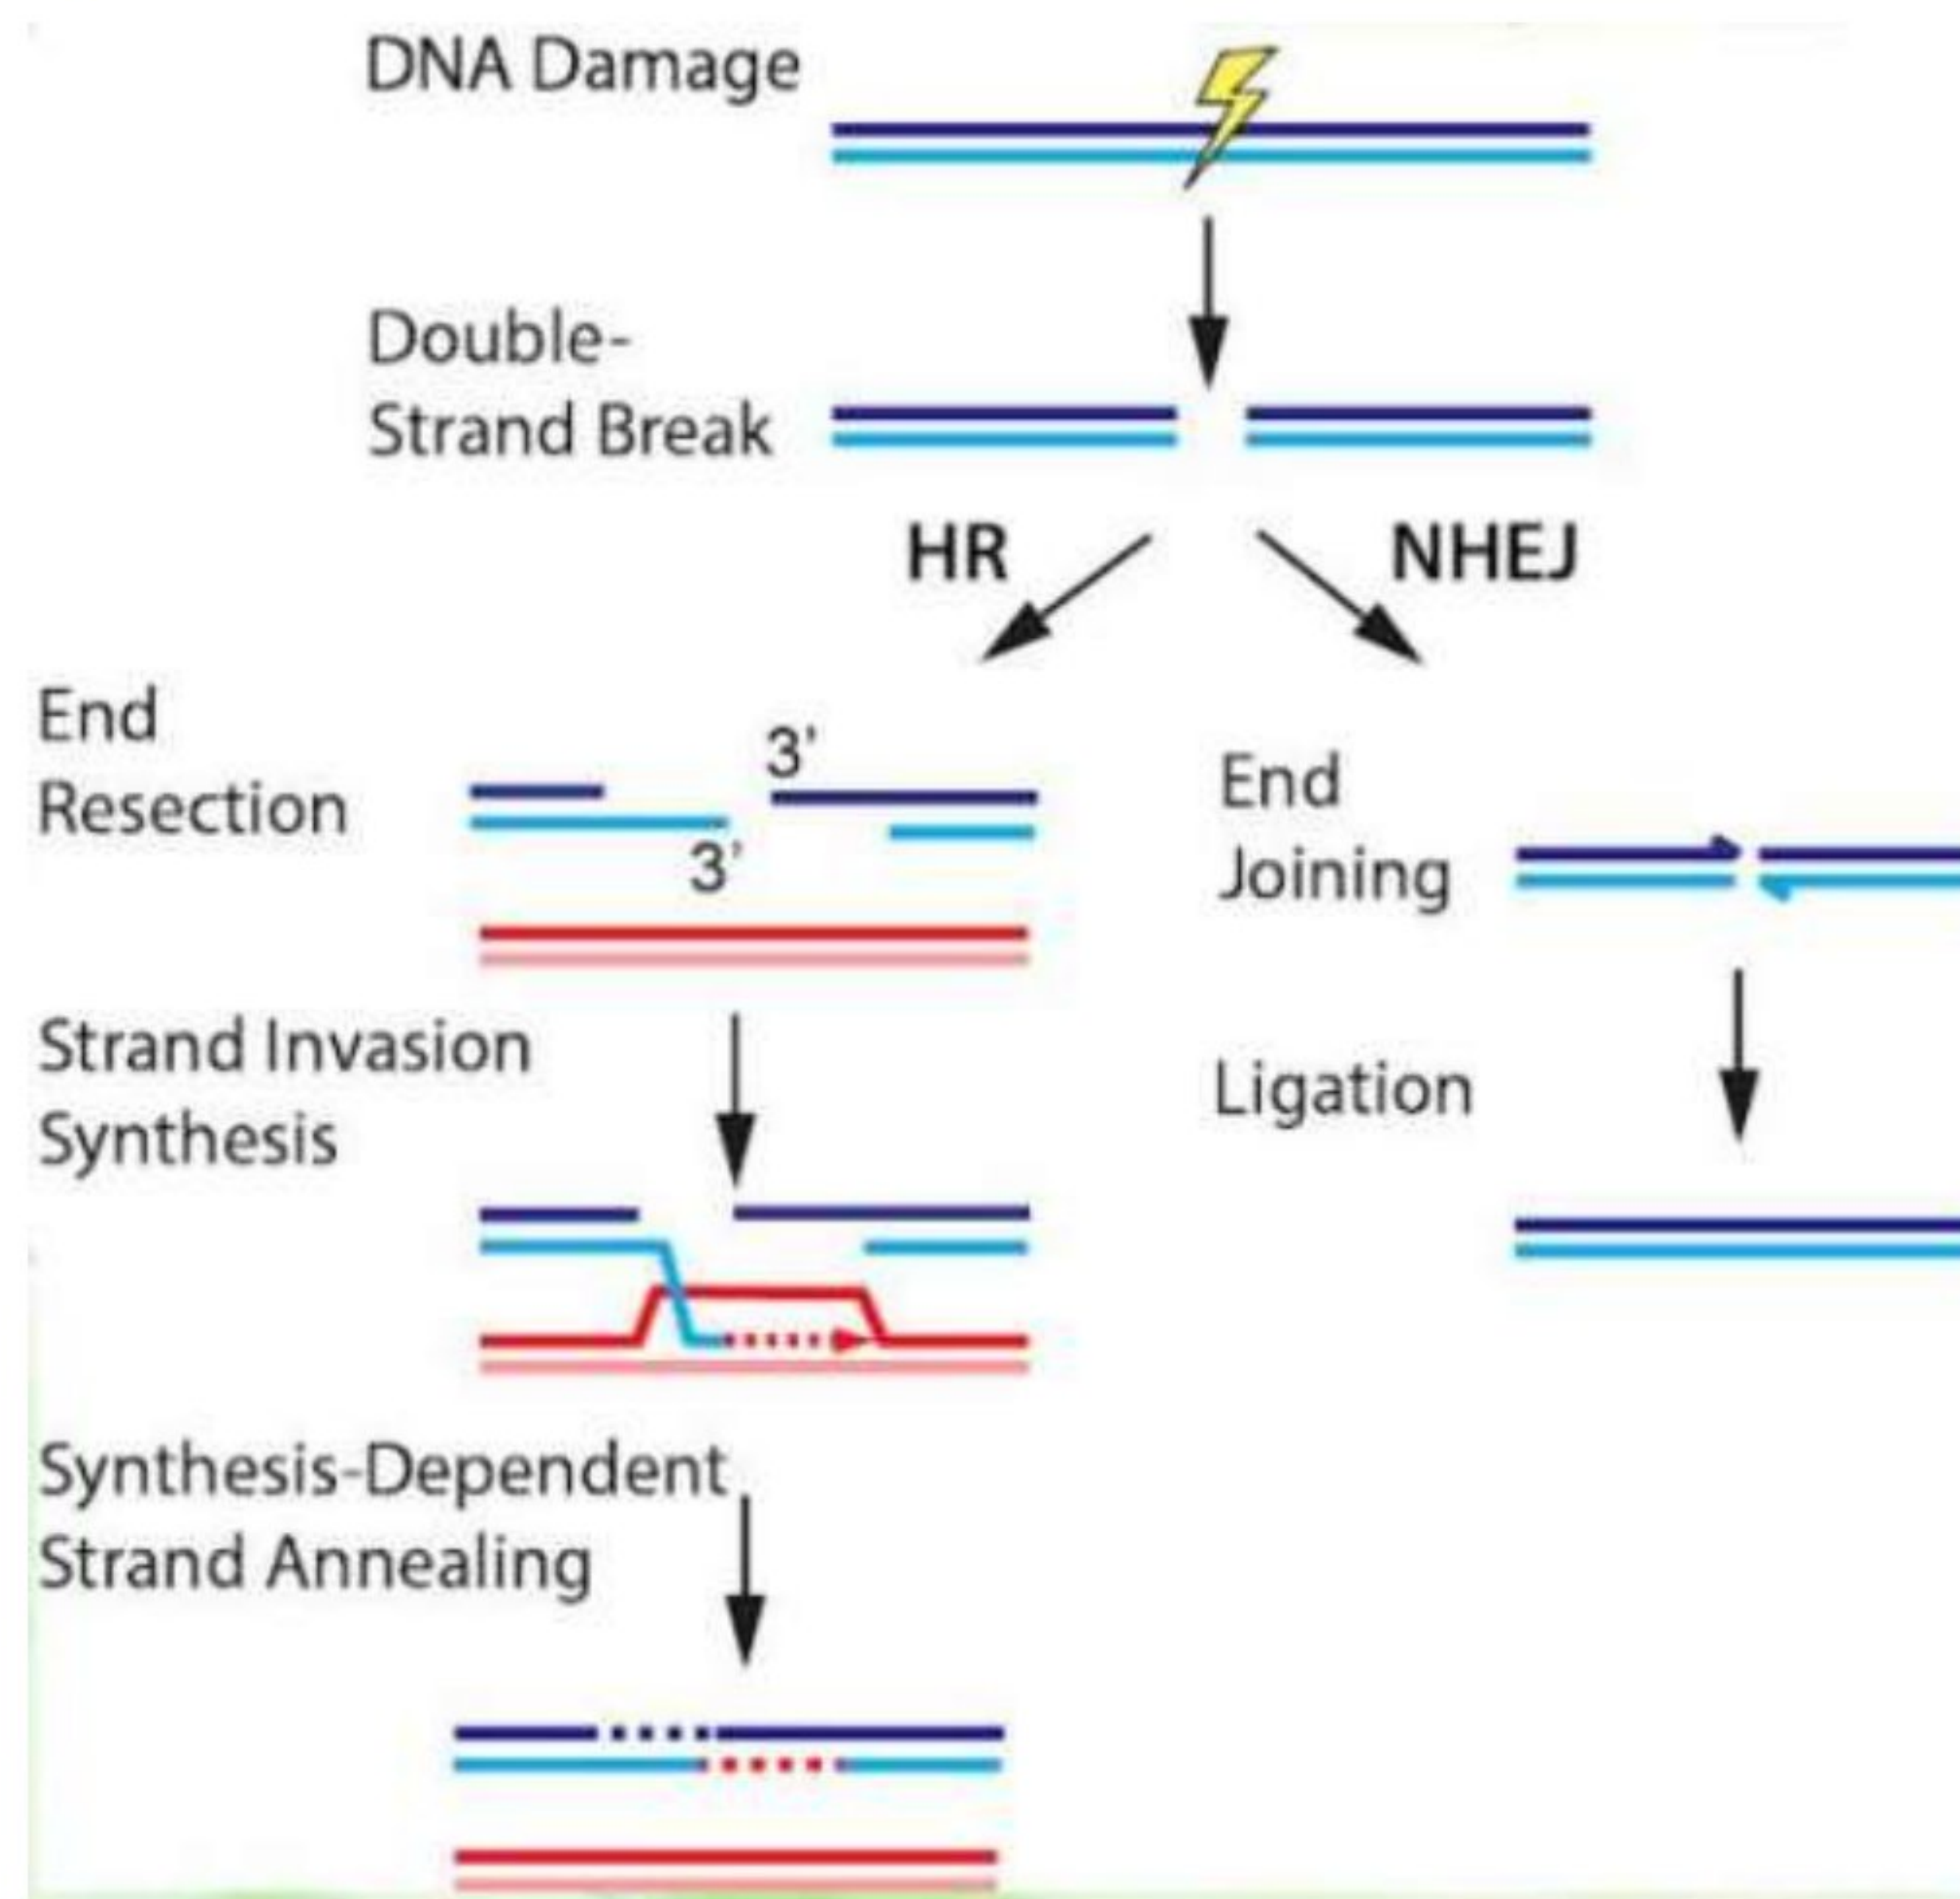 DNA Damage
Double-
Strand Break
HR
NHEJ
End
Resection
3'
3'
End
Joining
Strand Invasion
Synthesis
Ligation
Synthesis-Dependent
Strand Annealing